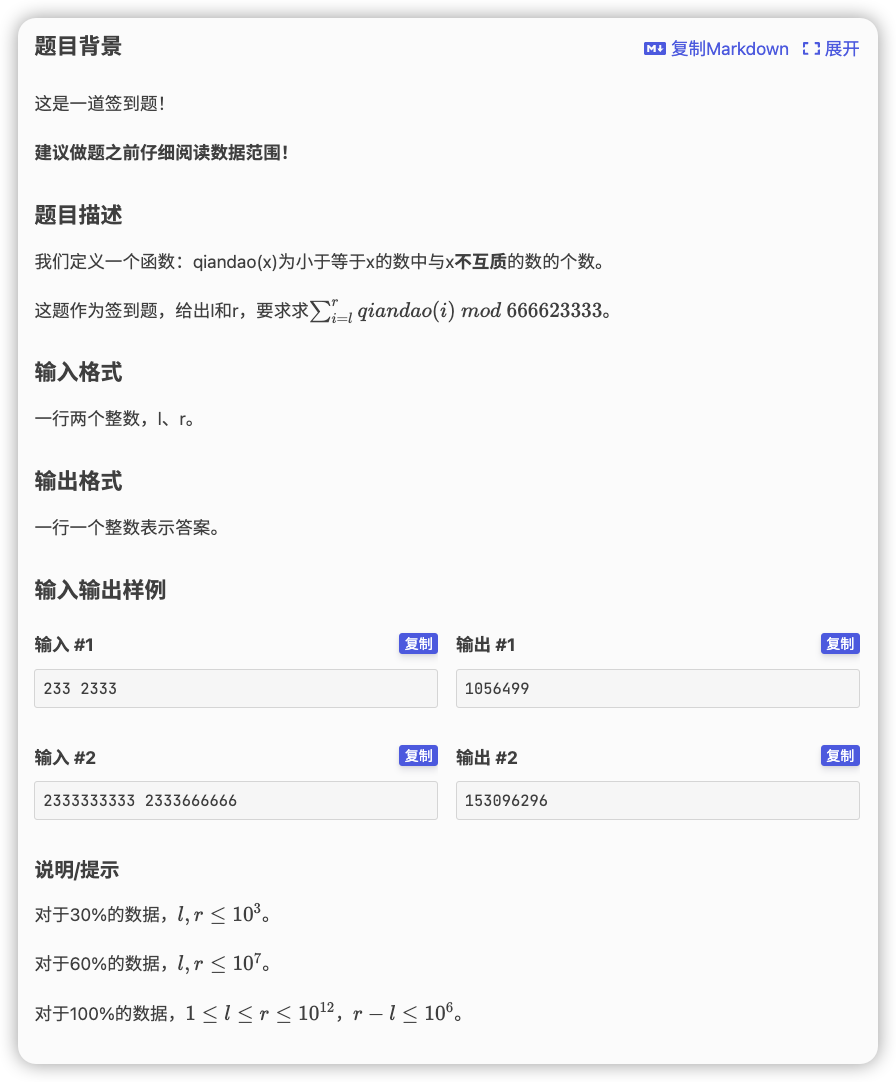 题目背景
复制Markdown 展开
这是一道签到题！
建议做题之前仔细阅读数据范围！
题目描述
我们定义一个函数：qiandao(x)为小于等于x的数中与x不互质的数的个数。
这题作为签到题，给出l和r，要求求∑_{i=l}^{r} qiandao(i) mod 666623333。
输入格式
一行两个整数，l、r。
输出格式
一行一个整数表示答案。
输入输出样例
输入 #1 复制 输出 #1 复制
233 2333 1056499
输入 #2 复制 输出 #2 复制
2333333333 2333666666 153096296
说明/提示
对于30%的数据，l, r ≤ 10^3。
对于60%的数据，l, r ≤ 10^7。
对于100%的数据，1 ≤ l ≤ r ≤ 10^{12}，r − l ≤ 10^6。